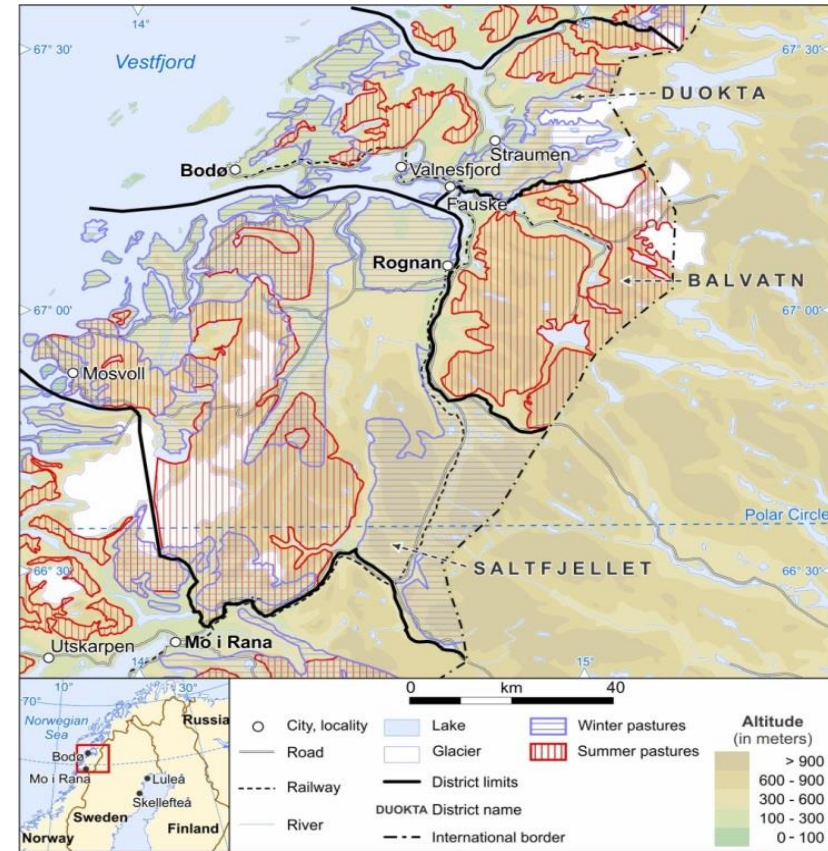 14°
15°
67° 30'
67° 30'
Vestfjord
DUOKTA
Straumen
Bodø
Valnesfjord
Fauske
Rognan
BALVATN
67° 00'
67° 00'
Mosvoll
Polar Circle
SALTFJELLET
66° 30'
66° 30'
Utskarpen
14°
Mo i Rana
15°
70°
10°
30°
Norwegian
Sea
Russia
Bodø
Mo i Rana
Luleå
Skellefteå
Sweden
Norway
Finland
0 km 40
City, locality
Road
Railway
River
Lake
Glacier
District limits
DUOKTA District name
International border
Winter pastures
Summer pastures
Altitude
(in meters)
> 900
600 - 900
300 - 600
100 - 300
0 - 100